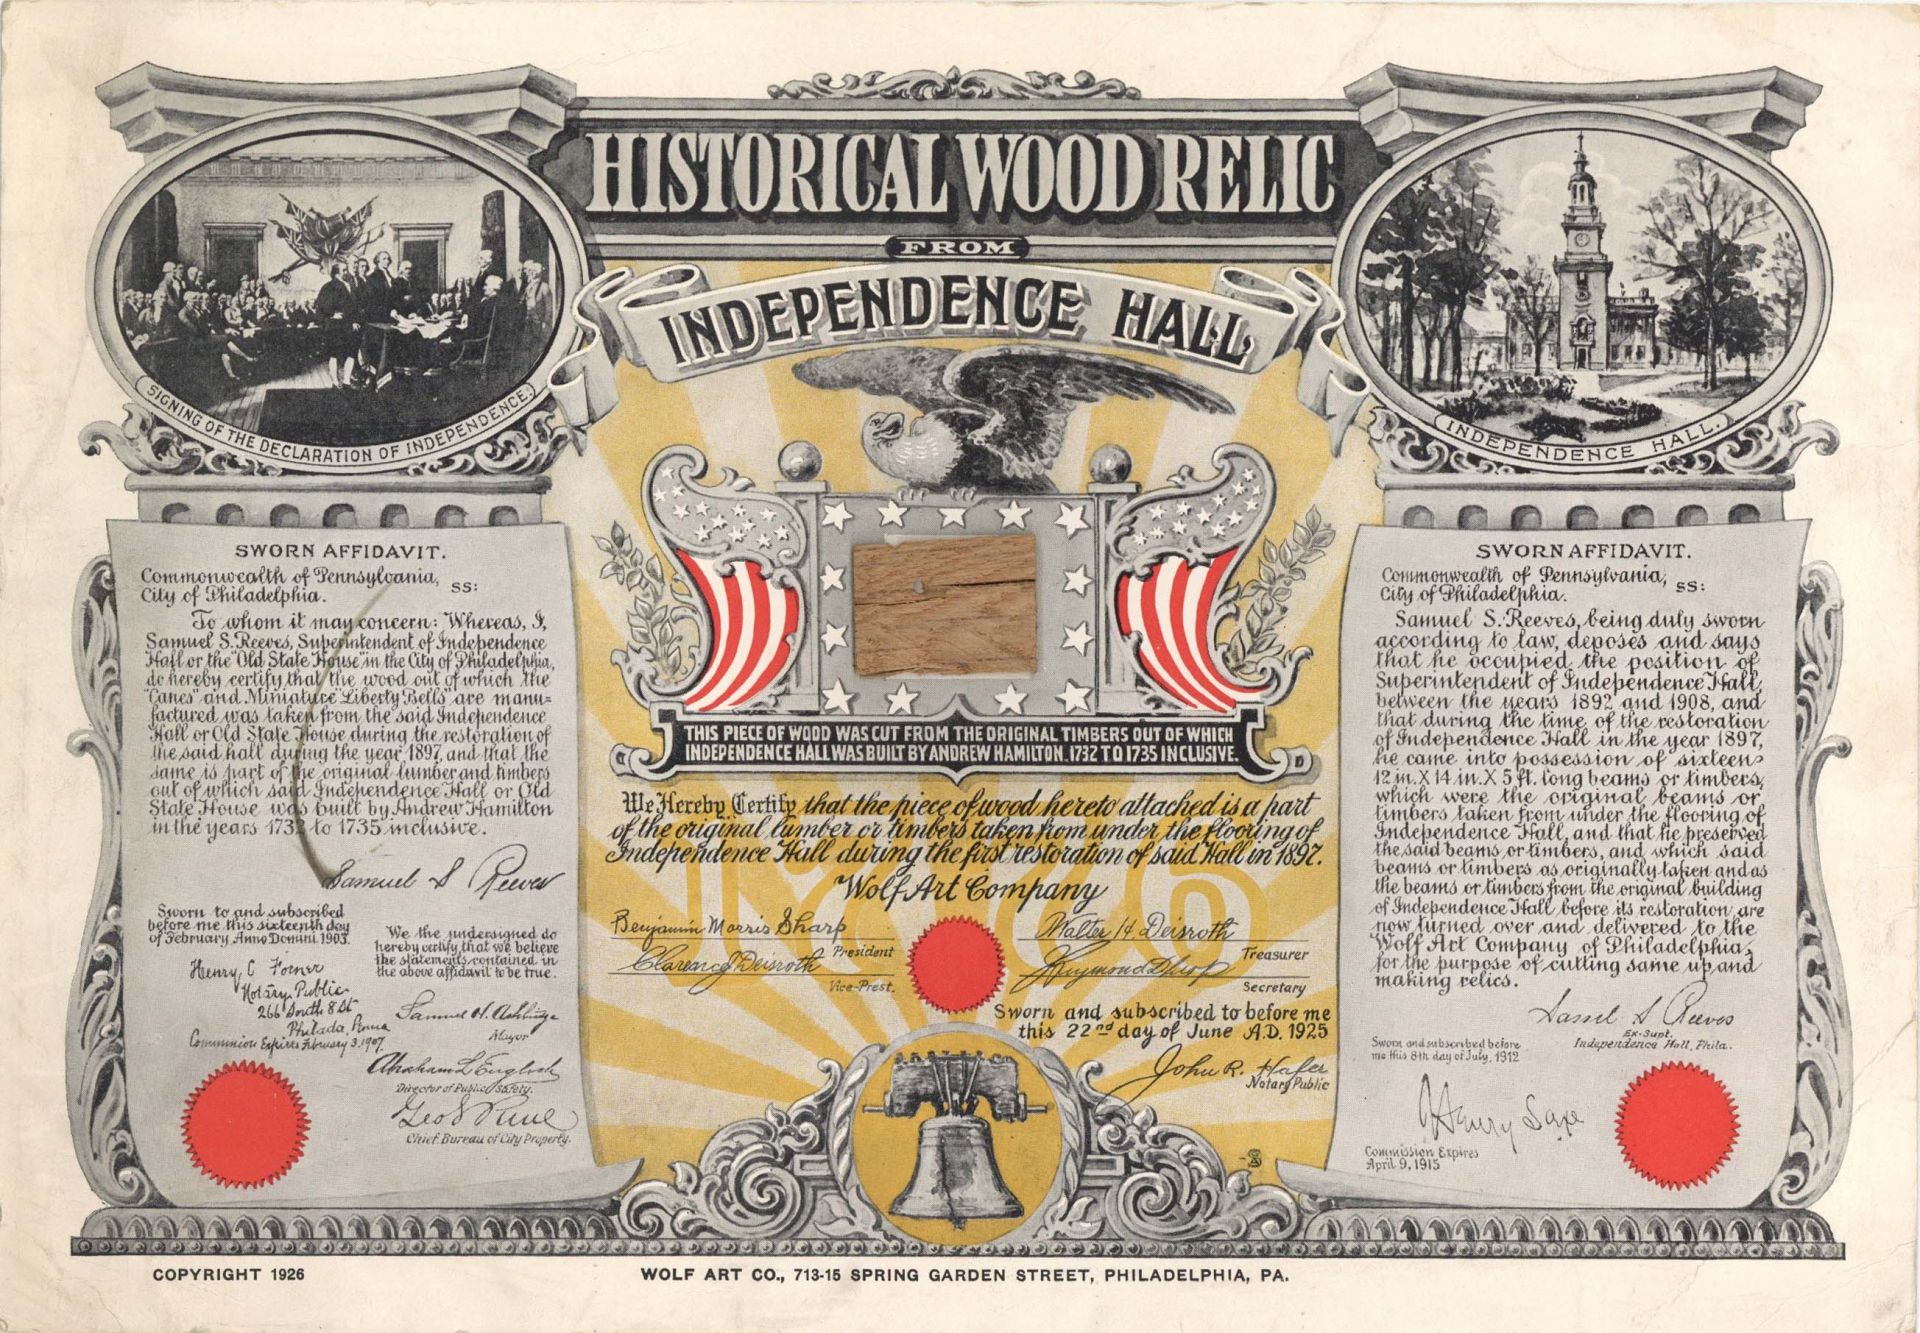 HISTORICAL WOOD RELIC
FROM
INDEPENDENCE HALL
SIGNING OF THE DECLARATION OF INDEPENDENCE.
INDEPENDENCE HALL.
SWORN AFFIDAVIT.
Commonwealth of Pennsylvania,
City of Philadelphia. SS:
To whom it may concern: Whereas, I,
Samuel S. Reeves, Superintendent of Independence
Hall or the "Old State House" in the City of Philadelphia,
do hereby certify that the wood out of which the
"Canes" and "Miniature Liberty Bells" are manu-
factured was taken from the said Independence
Hall or Old State House during the restoration of
the said hall during the year 1897, and that the
same is part of the original lumber and timbers
out of which said Independence Hall or Old
State House was built by Andrew Hamilton
in the years 1732 to 1735 inclusive.
Samuel S Reeves
Sworn to and subscribed
before me this sixteenth day
of February Anno Domini 1903.
Henry C Forner
Notary Public
266 South 8 St
Philada, Penna
Commission Expires February 3. 1907.
We the undersigned do
hereby certify that we believe
the statements contained in
the above affidavit to be true.
Samuel H. Ashbridge
Mayor
Abraham L English
Director of Public Safety.
Geo
Chief. Bureau of City Property.
THIS PIECE OF WOOD WAS CUT FROM THE ORIGINAL TIMBERS OUT OF WHICH
INDEPENDENCE HALL WAS BUILT BY ANDREW HAMILTON. 1732 TO 1735 INCLUSIVE.
We Hereby Certify that the piece of wood hereto attached is a part
of the original lumber or timbers taken from under the flooring of
Independence Hall during the first restoration of said Hall in 1897.
1776
Wolf Art Company
Benjamin Morris Sharp
President
Clarence Deisroth
Vice-Prest.
Walter H. Deisroth
Treasurer
Raymond Sharp
Secretary
Sworn and subscribed to before me
this 22nd day of June A.D. 1925
John R. Hafer
Notary Public
SWORN AFFIDAVIT.
Commonwealth of Pennsylvania,
City of Philadelphia. SS:
Samuel S. Reeves, being duly sworn
according to law, deposes and says
that he occupied the position of
Superintendent of Independence Hall,
between the years 1892 and 1908, and
that during the time of the restoration
of Independence Hall in the year 1897,
he came into possession of sixteen
12 in. X 14 in. X 5 ft. long beams or timbers,
which were the original beams or
timbers taken from under the flooring of
Independence Hall, and that he preserved
the said beams or timbers, and which said
beams or timbers as originally taken and as
the beams or timbers from the original building
of Independence Hall before its restoration, are
now turned over and delivered to the
Wolf Art Company of Philadelphia,
for the purpose of cutting same up and
making relics.
Saml S Reeves
Ex-Supt.
Independence Hall, Phila.
Sworn and subscribed before
me this 8th day of July, 1912
Henry Saxe
Commission Expires
April 9, 1915
COPYRIGHT 1926
WOLF ART CO., 713-15 SPRING GARDEN STREET, PHILADELPHIA, PA.